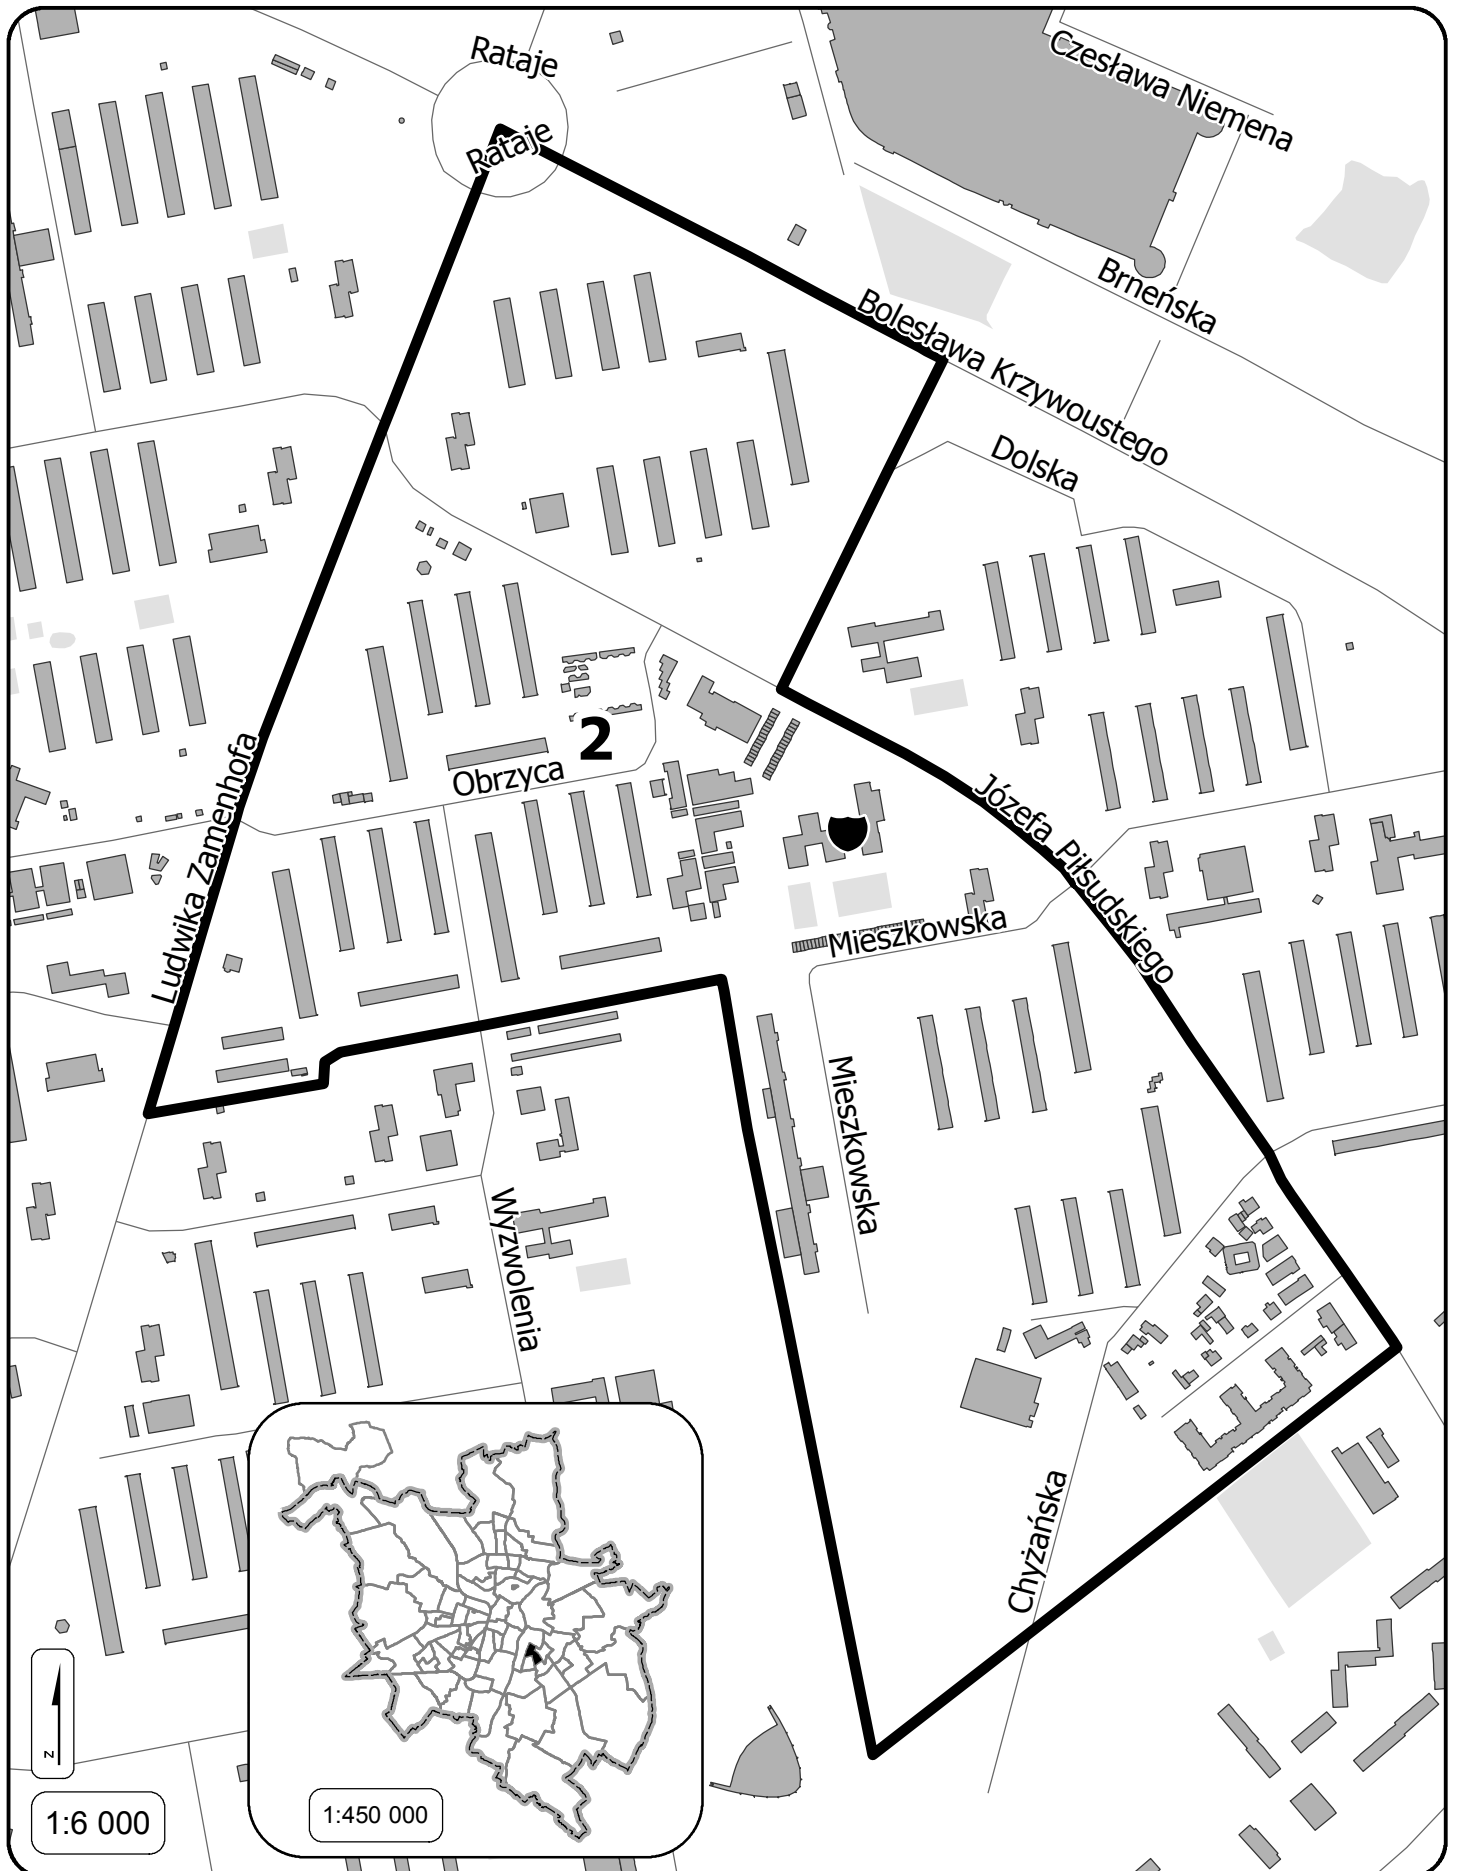 Rataje
Czesława Niemena
Rataje
Brneńska
Bolesława Krzywoustego
Dolska
2
Obrzyca
Ludwika Zamenhofa
Józefa Piłsudskiego
Mieszkowska
Mieszkowska
Wyzwolenia
Chyżańska
N
1:6 000
1:450 000